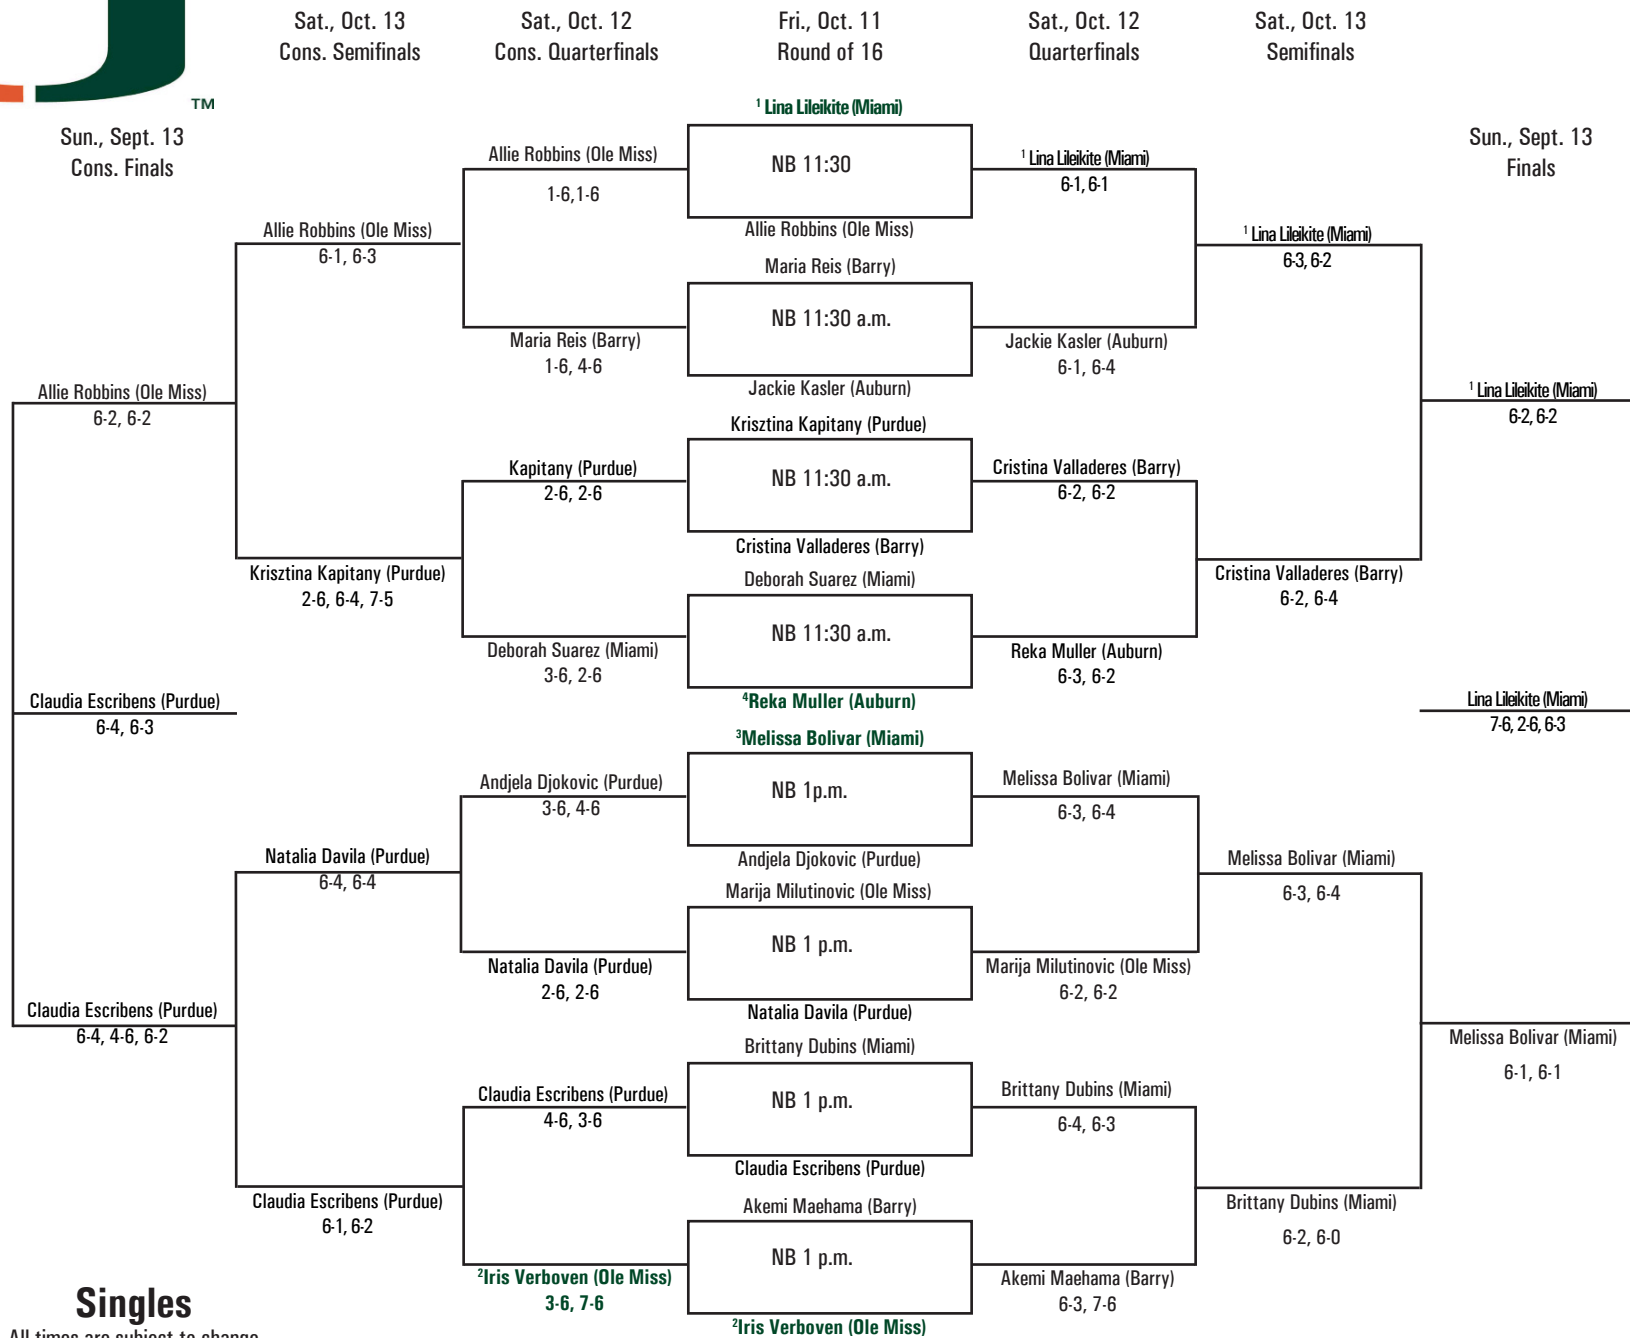 TM
Sun., Sept. 13
Cons. Finals
Sat., Oct. 13
Cons. Semifinals
Sat., Oct. 12
Cons. Quarterfinals
Fri., Oct. 11
Round of 16
Sat., Oct. 12
Quarterfinals
Sat., Oct. 13
Semifinals
Sun., Sept. 13
Finals
Allie Robbins (Ole Miss)
6-2, 6-2
Claudia Escribens (Purdue)
6-4, 6-3
Claudia Escribens (Purdue)
6-4, 4-6, 6-2
Allie Robbins (Ole Miss)
6-1, 6-3
Krisztina Kapitany (Purdue)
2-6, 6-4, 7-5
Natalia Davila (Purdue)
6-4, 6-4
Claudia Escribens (Purdue)
6-1, 6-2
Allie Robbins (Ole Miss)
1-6,1-6
Maria Reis (Barry)
1-6, 4-6
Kapitany (Purdue)
2-6, 2-6
Deborah Suarez (Miami)
3-6, 2-6
Andjela Djokovic (Purdue)
3-6, 4-6
Natalia Davila (Purdue)
2-6, 2-6
Claudia Escribens (Purdue)
4-6, 3-6
2Iris Verboven (Ole Miss)
3-6, 7-6
1 Lina Lileikite (Miami)
NB 11:30
Allie Robbins (Ole Miss)
Maria Reis (Barry)
NB 11:30 a.m.
Jackie Kasler (Auburn)
Krisztina Kapitany (Purdue)
NB 11:30 a.m.
Cristina Valladeres (Barry)
Deborah Suarez (Miami)
NB 11:30 a.m.
4Reka Muller (Auburn)
3Melissa Bolivar (Miami)
NB 1p.m.
Andjela Djokovic (Purdue)
Marija Milutinovic (Ole Miss)
NB 1 p.m.
Natalia Davila (Purdue)
Brittany Dubins (Miami)
NB 1 p.m.
Claudia Escribens (Purdue)
Akemi Maehama (Barry)
NB 1 p.m.
2Iris Verboven (Ole Miss)
1 Lina Lileikite (Miami)
6-1, 6-1
Jackie Kasler (Auburn)
6-1, 6-4
Cristina Valladeres (Barry)
6-2, 6-2
Reka Muller (Auburn)
6-3, 6-2
Melissa Bolivar (Miami)
6-3, 6-4
Marija Milutinovic (Ole Miss)
6-2, 6-2
Brittany Dubins (Miami)
6-4, 6-3
Akemi Maehama (Barry)
6-3, 7-6
1 Lina Lileikite (Miami)
6-3, 6-2
Cristina Valladeres (Barry)
6-2, 6-4
Melissa Bolivar (Miami)
6-3, 6-4
Brittany Dubins (Miami)
6-2, 6-0
1 Lina Lileikite (Miami)
6-2, 6-2
Lina Lileikite (Miami)
7-6, 2-6, 6-3
Melissa Bolivar (Miami)
6-1, 6-1
Singles
All times are subject to change